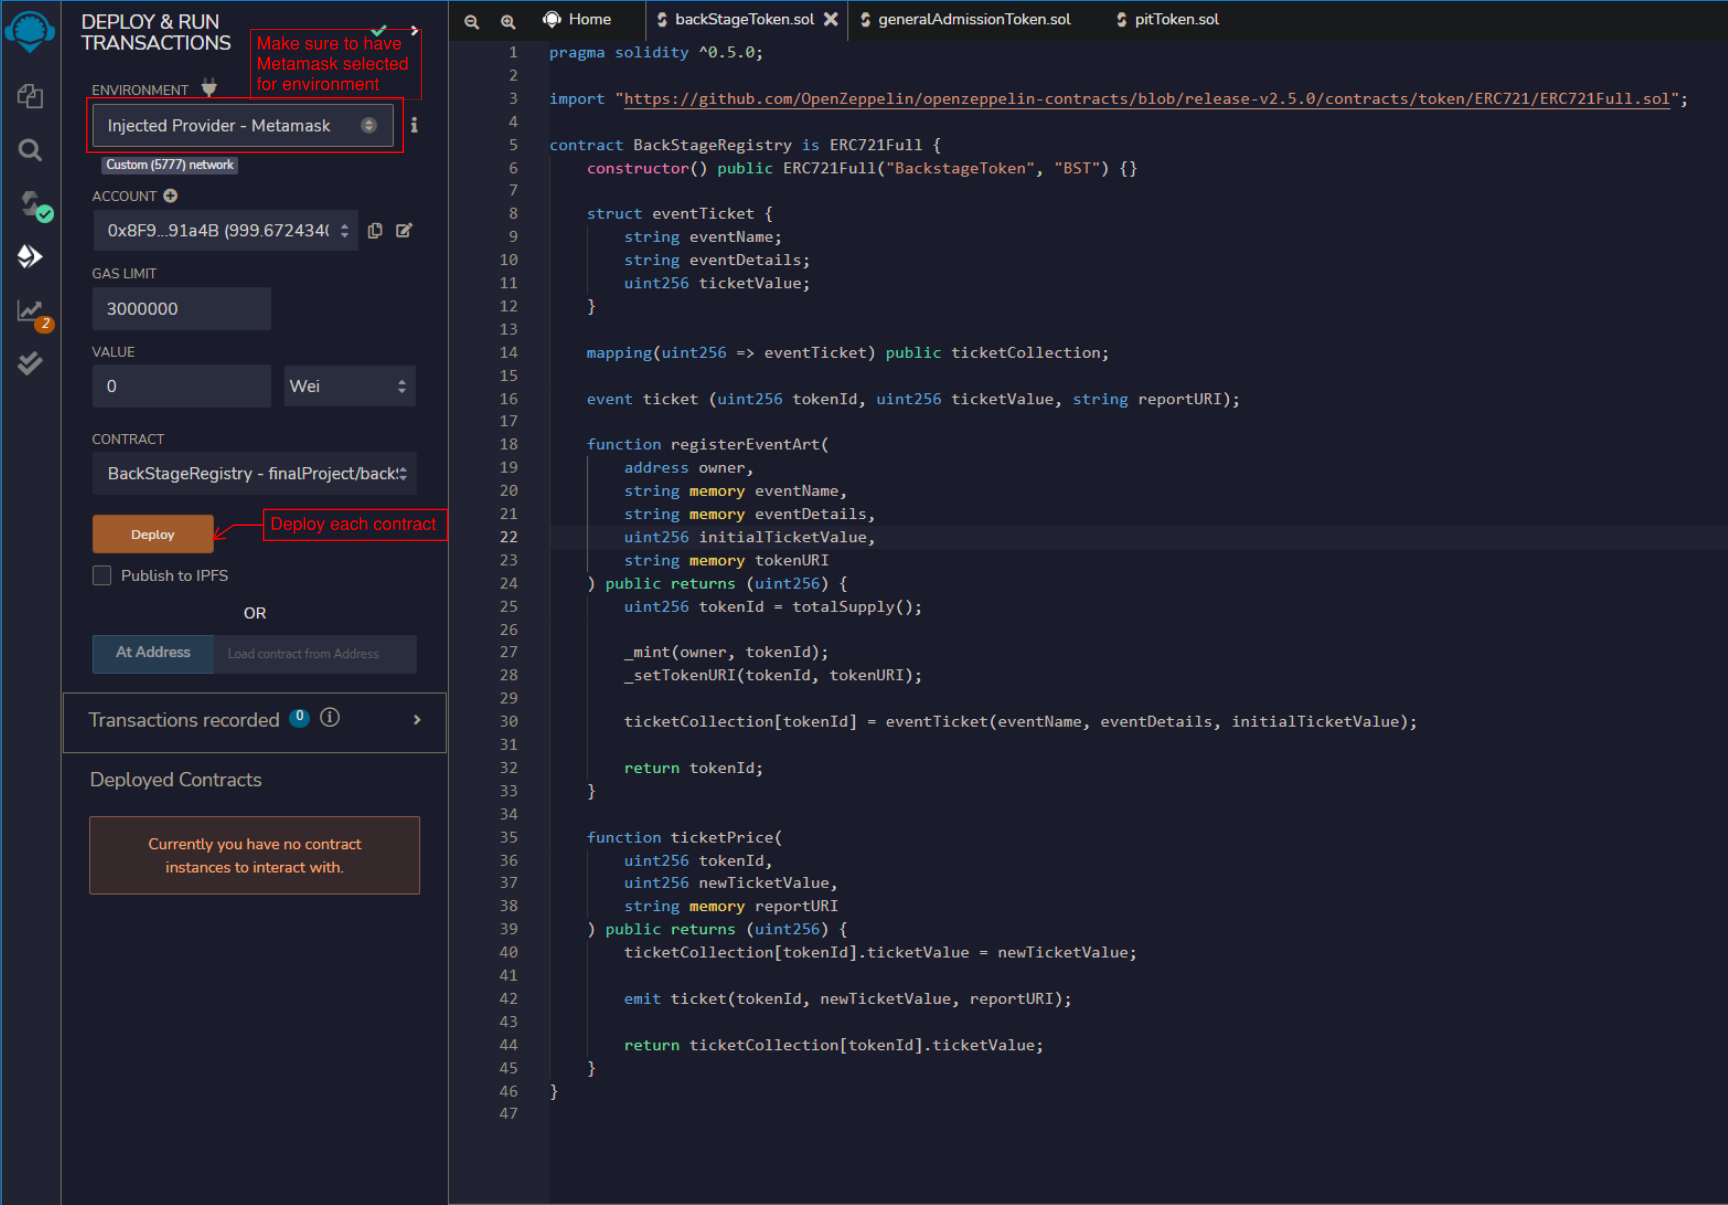 DEPLOY & RUN
TRANSACTIONS
Make sure to have
Metamask selected
for environment
ENVIRONMENT
Injected Provider - Metamask
Custom (5777) network
ACCOUNT
0x8F9...91a4B (999.6724340
GAS LIMIT
3000000
VALUE
0
Wei
CONTRACT
BackStageRegistry - finalProject/backS
Deploy
Deploy each contract
Publish to IPFS
OR
At Address
Load contract from Address
Transactions recorded 0
Deployed Contracts
Currently you have no contract
instances to interact with.
2
Home
backStageToken.sol
generalAdmissionToken.sol
pitToken.sol
1 pragma solidity ^0.5.0;
2
3 import "https://github.com/OpenZeppelin/openzeppelin-contracts/blob/release-v2.5.0/contracts/token/ERC721/ERC721Full.sol";
4
5 contract BackStageRegistry is ERC721Full {
6 constructor() public ERC721Full("BackstageToken", "BST") {}
7
8 struct eventTicket {
9 string eventName;
10 string eventDetails;
11 uint256 ticketValue;
12 }
13
14 mapping(uint256 => eventTicket) public ticketCollection;
15
16 event ticket (uint256 tokenId, uint256 ticketValue, string reportURI);
17
18 function registerEventArt(
19 address owner,
20 string memory eventName,
21 string memory eventDetails,
22 uint256 initialTicketValue,
23 string memory tokenURI
24 ) public returns (uint256) {
25 uint256 tokenId = totalSupply();
26
27 _mint(owner, tokenId);
28 _setTokenURI(tokenId, tokenURI);
29
30 ticketCollection[tokenId] = eventTicket(eventName, eventDetails, initialTicketValue);
31
32 return tokenId;
33 }
34
35 function ticketPrice(
36 uint256 tokenId,
37 uint256 newTicketValue,
38 string memory reportURI
39 ) public returns (uint256) {
40 ticketCollection[tokenId].ticketValue = newTicketValue;
41
42 emit ticket(tokenId, newTicketValue, reportURI);
43
44 return ticketCollection[tokenId].ticketValue;
45 }
46 }
47